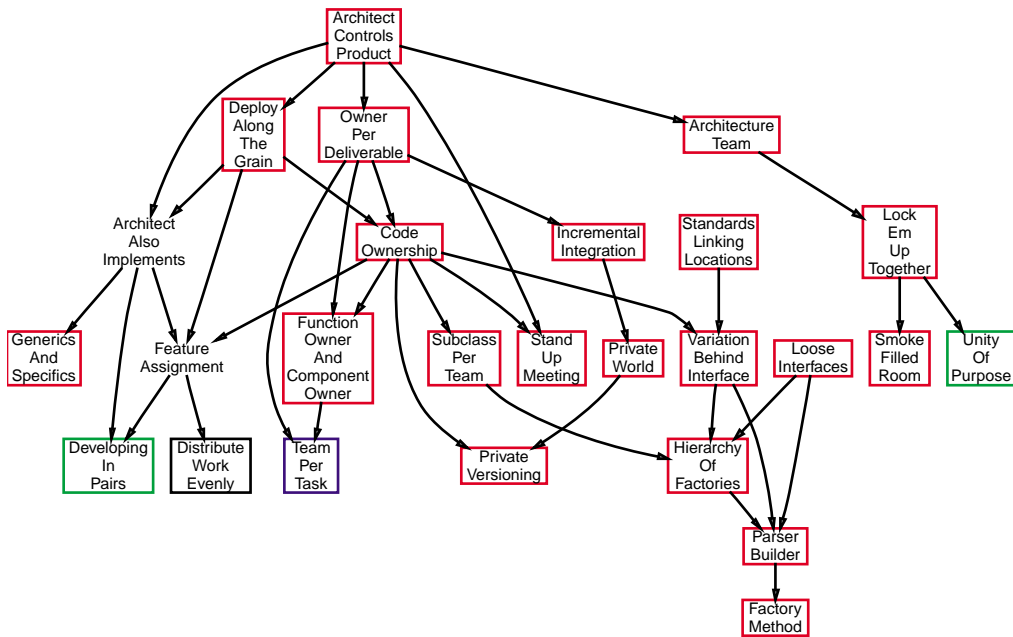 Architect
Controls
Product
Deploy
Along
The
Grain
Owner
Per
Deliverable
Architecture
Team
Architect
Also
Implements
Code
Ownership
Incremental
Integration
Standards
Linking
Locations
Lock
Em
Up
Together
Generics
And
Specifics
Feature
Assignment
Function
Owner
And
Component
Owner
Subclass
Per
Team
Stand
Up
Meeting
Private
World
Variation
Behind
Interface
Loose
Interfaces
Smoke
Filled
Room
Unity
Of
Purpose
Developing
In
Pairs
Distribute
Work
Evenly
Team
Per
Task
Private
Versioning
Hierarchy
Of
Factories
Parser
Builder
Factory
Method